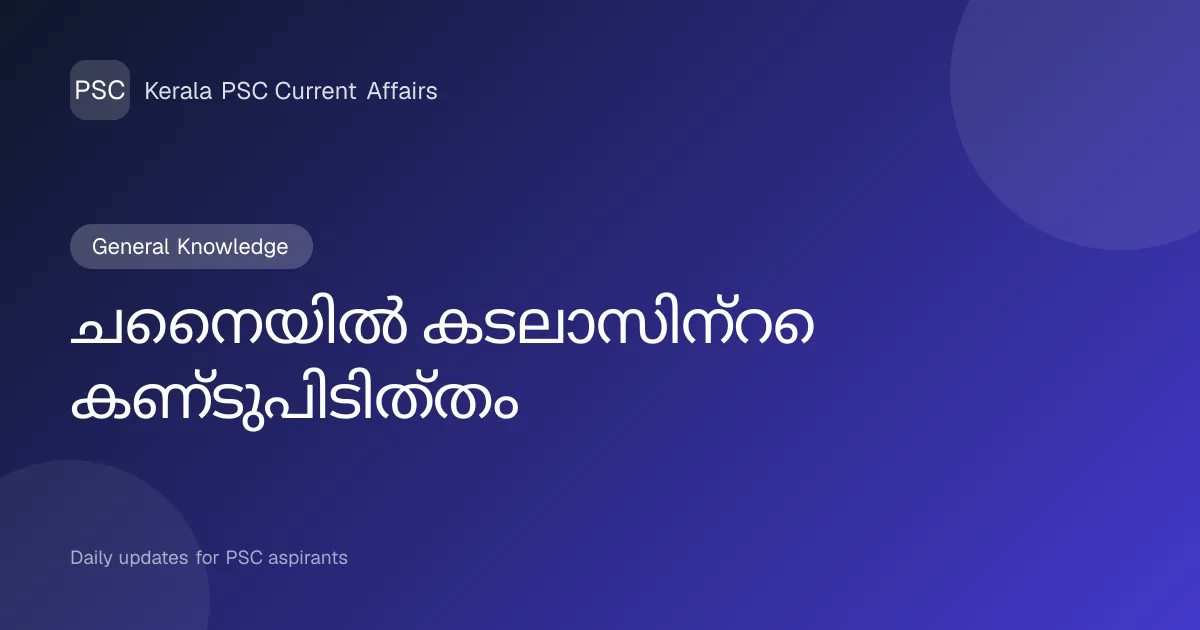 PSC Kerala PSC Current Affairs
General Knowledge
ചൈനയിൽ കടലാസിന്റെ
കണ്ടുപിടിത്തം
Daily updates for PSC aspirants